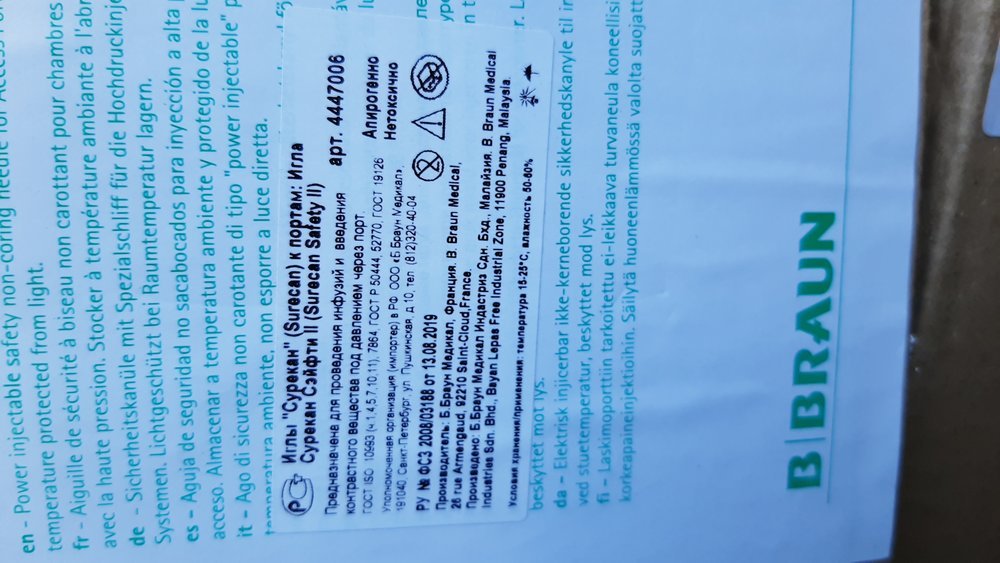 en - Power injectable safety non-coring needle for Access
temperature protected from light.
fr - Aiguille de sécurité à biseau non carottant pour chambres
avec la haute pression. Stocker à température ambiante à l'abri
de - Sicherheitskanüle mit Spezialschliff für die Hochdruckinje
Systemen. Lichtgeschützt bei Raumtemperatur lagern.
es - Aguja de seguridad no sacabocados para inyección a alta
acceso. Almacenar a temperatura ambiente y protegido de la lu
it - Ago di sicurezza non carotante di tipo "power injectable"
temperatura ambiente, non esporre a luce diretta.
Иглы "Сурекан" (Surecan) к портам: Игла
Сурекан Сэйфти II (Surecan Safety II)
Предназначена для проведения инфузий и введения
контрастного вещества под давлением через порт.
арт. 4447006
ГОСТ ISO 10993 (ч 1,4,5,7,10,11), 7864, ГОСТ Р 50444, 52770, ГОСТ 19126
Апирогенно
Нетоксично
Уполномоченная организация (импортер) в РФ: ООО «Б.Браун Медикал»,
191040, Санкт-Петербург, ул. Пушкинская, д.10, тел. (812)320-40-04
РУ № ФСЗ 2008/03188 от 13.08.2019
Производитель: Б.Браун Медикал, Франция. B. Braun Medical,
26 rue Armengaud, 92210 Saint-Cloud,France.
Произведено: Б.Браун Медикал Индастриз Сдн. Бхд., Малайзия. B. Braun Medical
Industries Sdn. Bhd., Bayan Lepas Free Industrial Zone, 11900 Penang, Malaysia.
Условия хранения/применения: температура 15-25°С, влажность 50-60%
beskyttet mot lys.
da - Elektrisk injicerbar ikke-kerneborende sikkerhedskanyle til in
ved stuetemperatur, beskyttet mod lys.
fi - Laskimoporttiin tarkoitettu ei-leikkaava turvaneula koneellisi
korkeapaineinjektioihin. Säilytä huoneenlämmössä valolta suojatt
B|BRAUN